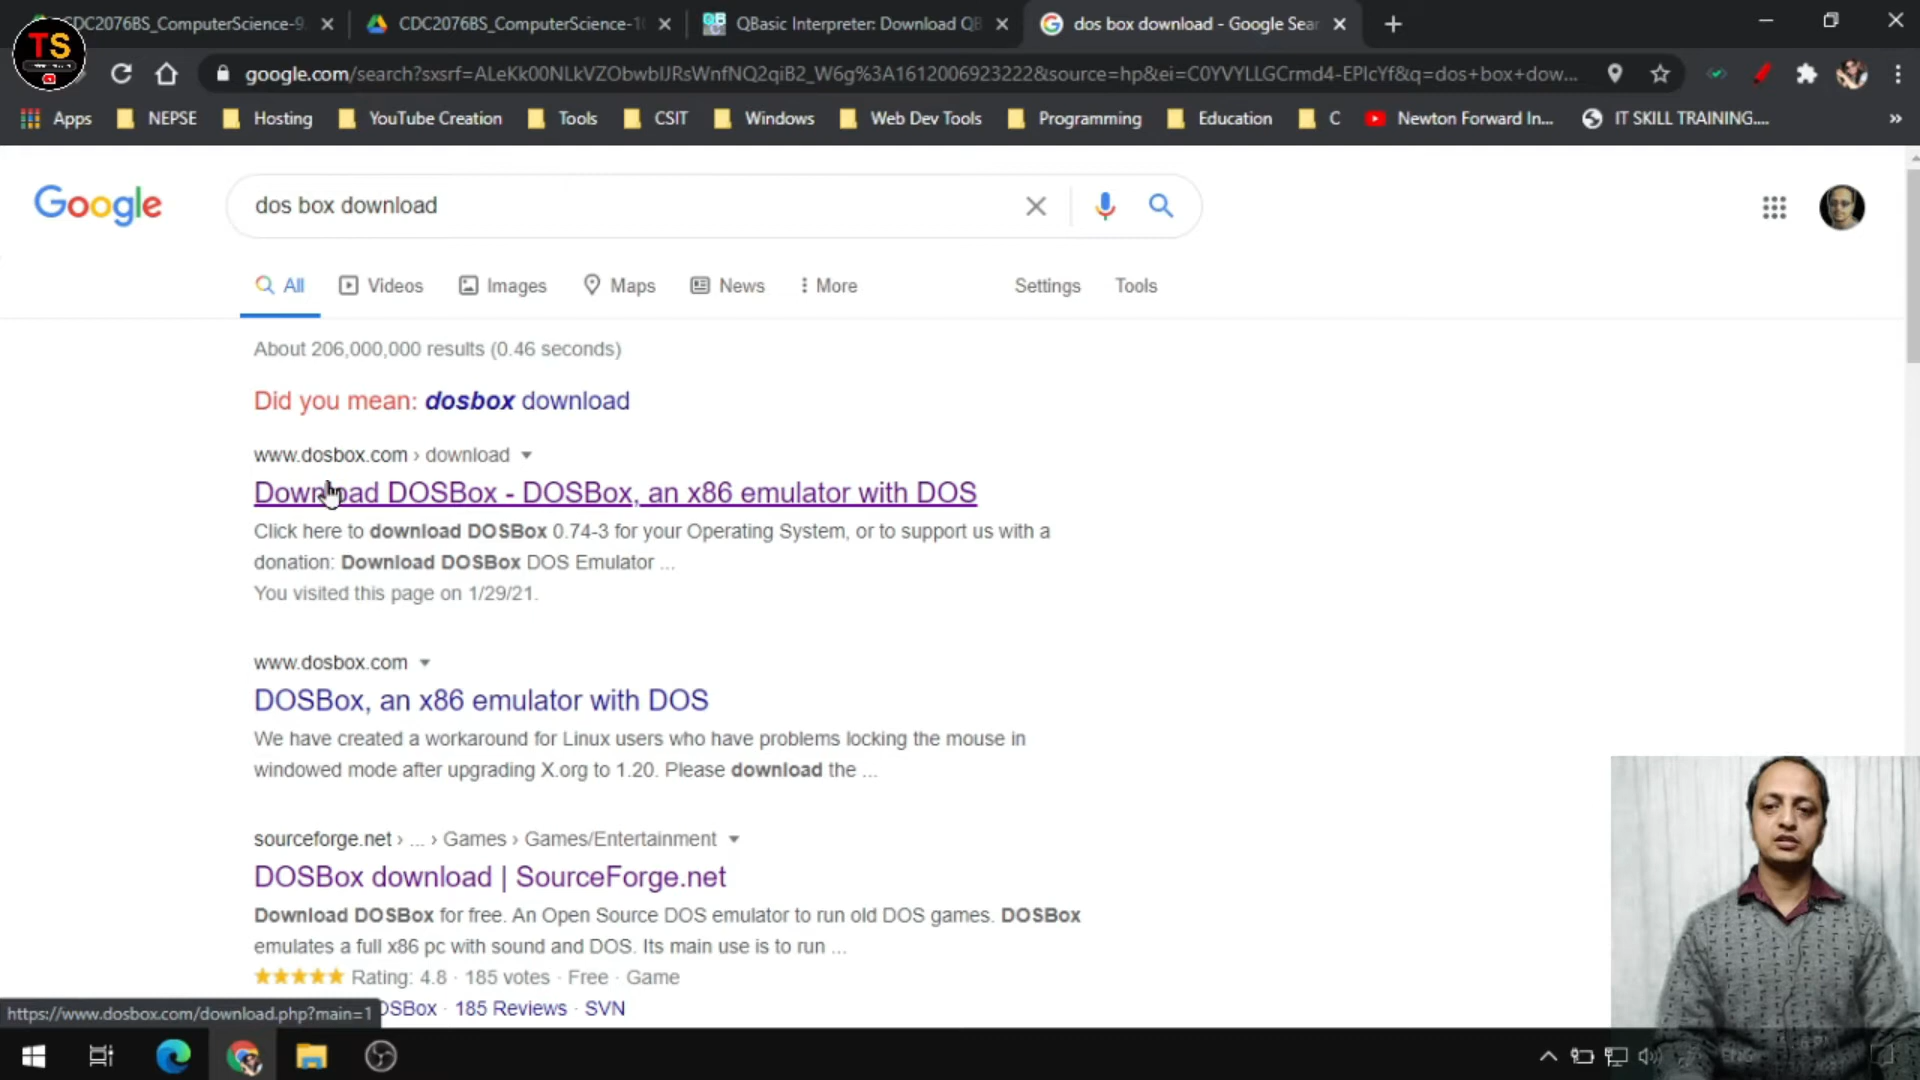 CDC2076BS_ComputerScience-9
CDC2076BS_ComputerScience-1
QBasic Interpreter: Download QB
dos box download - Google Sear
TS
google.com/search?sxsrf=ALeKk00NLkVZObwbIJRsWnfNQ2qiB2_W6g%3A1612006923222&source=hp&ei=C0YVYLLGCrmd4-EPlcYf&q=dos+box+dow...
Apps
NEPSE
Hosting
YouTube Creation
Tools
CSIT
Windows
Web Dev Tools
Programming
Education
C
Newton Forward In...
IT SKILL TRAINING....
»
Google
dos box download
All
Videos
Images
Maps
News
More
Settings
Tools
About 206,000,000 results (0.46 seconds)
Did you mean: dosbox download
www.dosbox.com › download
Download DOSBox - DOSBox, an x86 emulator with DOS
Click here to download DOSBox 0.74-3 for your Operating System, or to support us with a
donation: Download DOSBox DOS Emulator ...
You visited this page on 1/29/21.
www.dosbox.com
DOSBox, an x86 emulator with DOS
We have created a workaround for Linux users who have problems locking the mouse in
windowed mode after upgrading X.org to 1.20. Please download the ...
sourceforge.net › ... › Games › Games/Entertainment
DOSBox download | SourceForge.net
Download DOSBox for free. An Open Source DOS emulator to run old DOS games. DOSBox
emulates a full x86 pc with sound and DOS. Its main use is to run ...
Rating: 4.8 · 185 votes · Free · Game
https://www.dosbox.com/download.php?main=1
OSBox · 185 Reviews · SVN